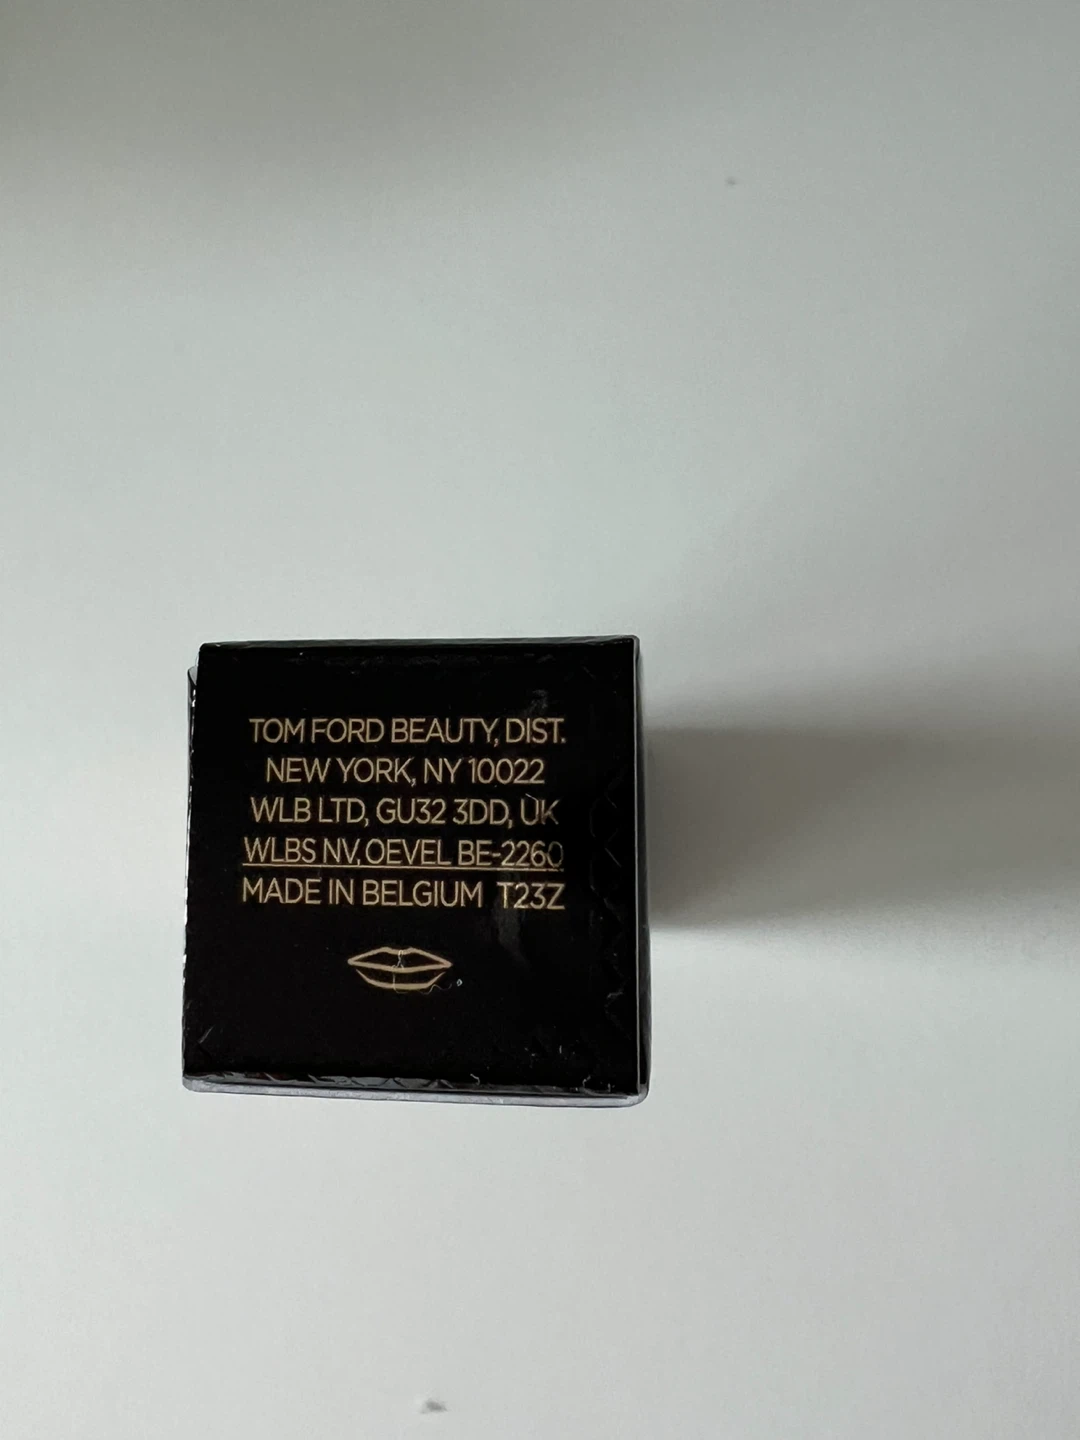 TOM FORD BEAUTY, DIST.
NEW YORK, NY 10022
WLB LTD, GU32 3DD, UK
WLBS NV, OEVEL BE-2260
MADE IN BELGIUM T23Z